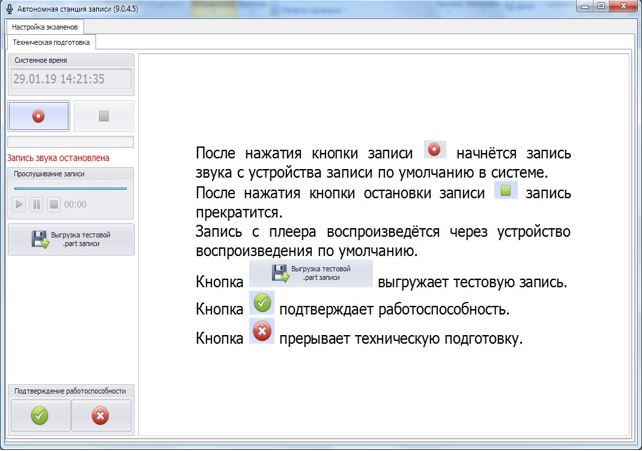 Автономная станция записи (9.0.4.5)
Настройка экзаменов
Техническая подготовка
Системное время
29.01.19 14:21:35
Запись звука остановлена
Прослушивание записи
00:00
Выгрузка тестовой
.part записи
Подтверждение работоспособности
После нажатия кнопки записи начнётся запись
звука с устройства записи по умолчанию в системе.
После нажатия кнопки остановки записи запись
прекратится.
Запись с плеера воспроизведётся через устройство
воспроизведения по умолчанию.
Кнопка Выгрузка тестовой .part записи выгружает тестовую запись.
Кнопка подтверждает работоспособность.
Кнопка прерывает техническую подготовку.